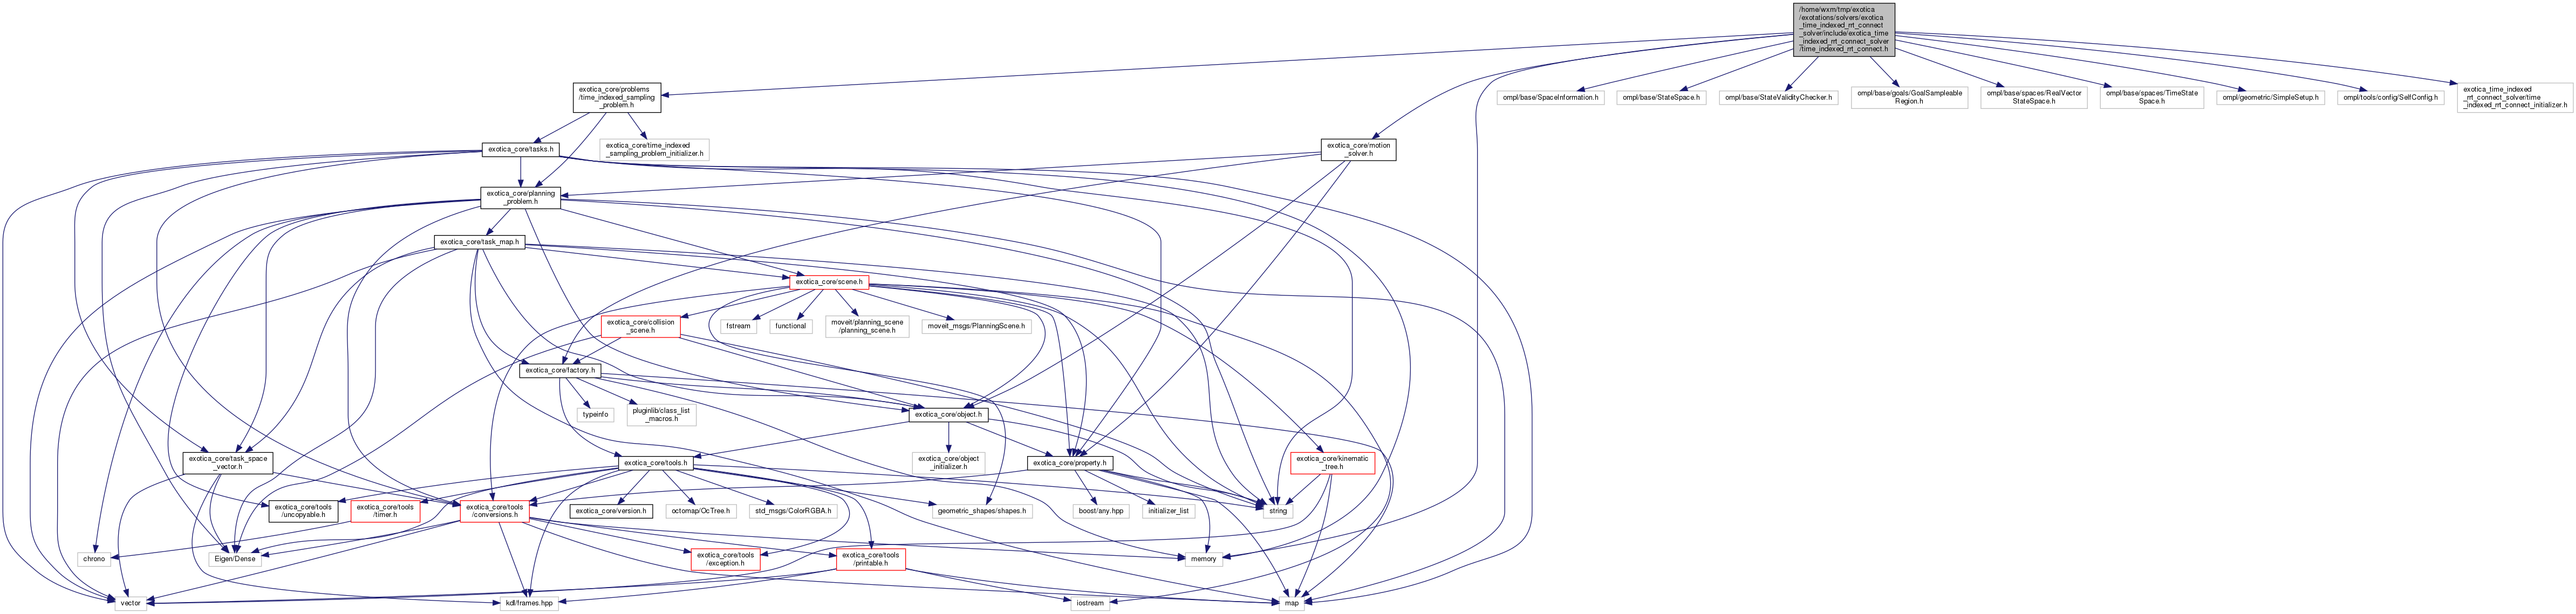 /home/wxm/tmp/exotica
/exotations/solvers/exotica
_time_indexed_rrt_connect
_solver/include/exotica_time
_indexed_rrt_connect_solver
/time_indexed_rrt_connect.h
exotica_core/problems
/time_indexed_sampling
_problem.h
ompl/base/SpaceInformation.h
ompl/base/StateSpace.h
ompl/base/StateValidityChecker.h
ompl/base/goals/GoalSampleable
Region.h
ompl/base/spaces/RealVector
StateSpace.h
ompl/base/spaces/TimeState
Space.h
ompl/geometric/SimpleSetup.h
ompl/tools/config/SelfConfig.h
exotica_time_indexed
_rrt_connect_solver/time
_indexed_rrt_connect_initializer.h
exotica_core/tasks.h
exotica_core/time_indexed
_sampling_problem_initializer.h
exotica_core/motion
_solver.h
exotica_core/planning
_problem.h
exotica_core/task_map.h
exotica_core/scene.h
exotica_core/collision
_scene.h
fstream
functional
moveit/planning_scene
/planning_scene.h
moveit_msgs/PlanningScene.h
exotica_core/factory.h
typeinfo
pluginlib/class_list
_macros.h
exotica_core/object.h
exotica_core/task_space
_vector.h
exotica_core/tools.h
exotica_core/object
_initializer.h
exotica_core/property.h
exotica_core/kinematic
_tree.h
exotica_core/tools
/uncopyable.h
exotica_core/tools
/timer.h
exotica_core/tools
/conversions.h
exotica_core/version.h
octomap/OcTree.h
std_msgs/ColorRGBA.h
geometric_shapes/shapes.h
boost/any.hpp
initializer_list
string
chrono
Eigen/Dense
exotica_core/tools
/exception.h
exotica_core/tools
/printable.h
memory
vector
kdl/frames.hpp
iostream
map